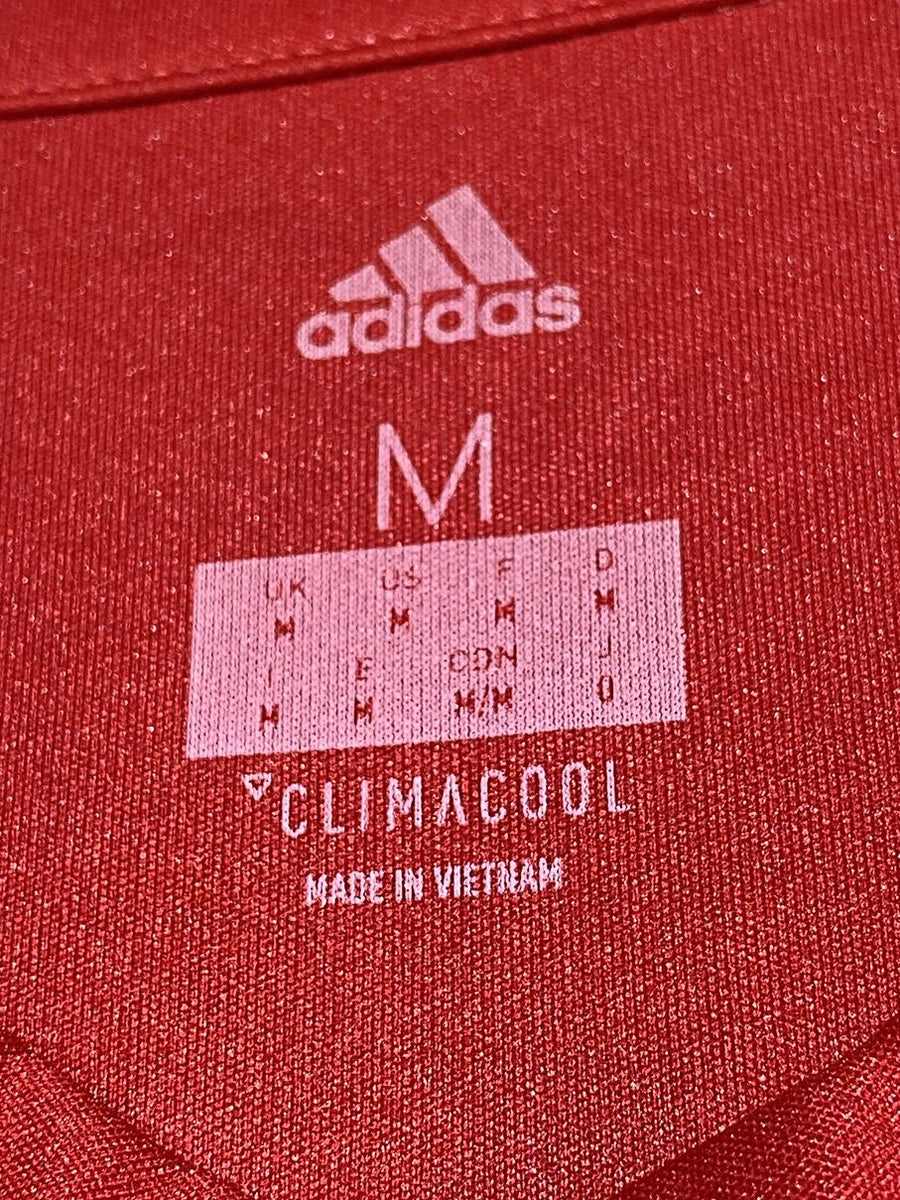 adidas
M
UK US F D
M M M M
I E CDN J
M M M/M O
CLIMACOOL
MADE IN VIETNAM